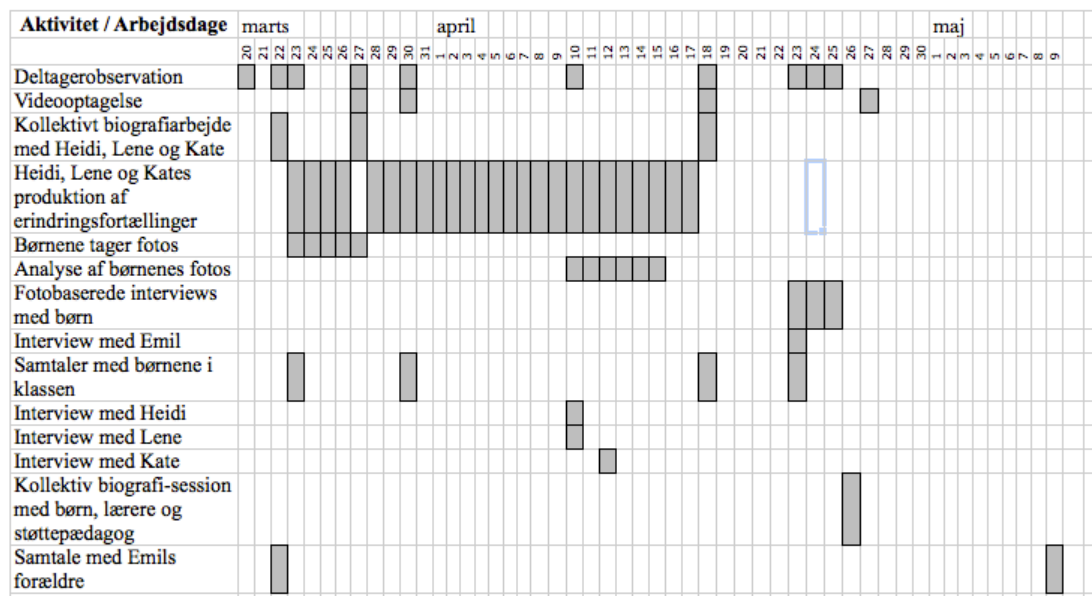 Aktivitet / Arbejdsdage marts april maj
20 21 22 23 24 25 26 27 28 29 30 31 1 2 3 4 5 6 7 8 9 10 11 12 13 14 15 16 17 18 19 20 21 22 23 24 25 26 27 28 29 30 1 2 3 4 5 6 7 8 9
Deltagerobservation
Videooptagelse
Kollektivt biografiarbejde
med Heidi, Lene og Kate
Heidi, Lene og Kates
produktion af
erindringsfortællinger
Børnene tager fotos
Analyse af børnenes fotos
Fotobaserede interviews
med børn
Interview med Emil
Samtaler med børnene i
klassen
Interview med Heidi
Interview med Lene
Interview med Kate
Kollektiv biografi-session
med børn, lærere og
støttepædagog
Samtale med Emils
forældre